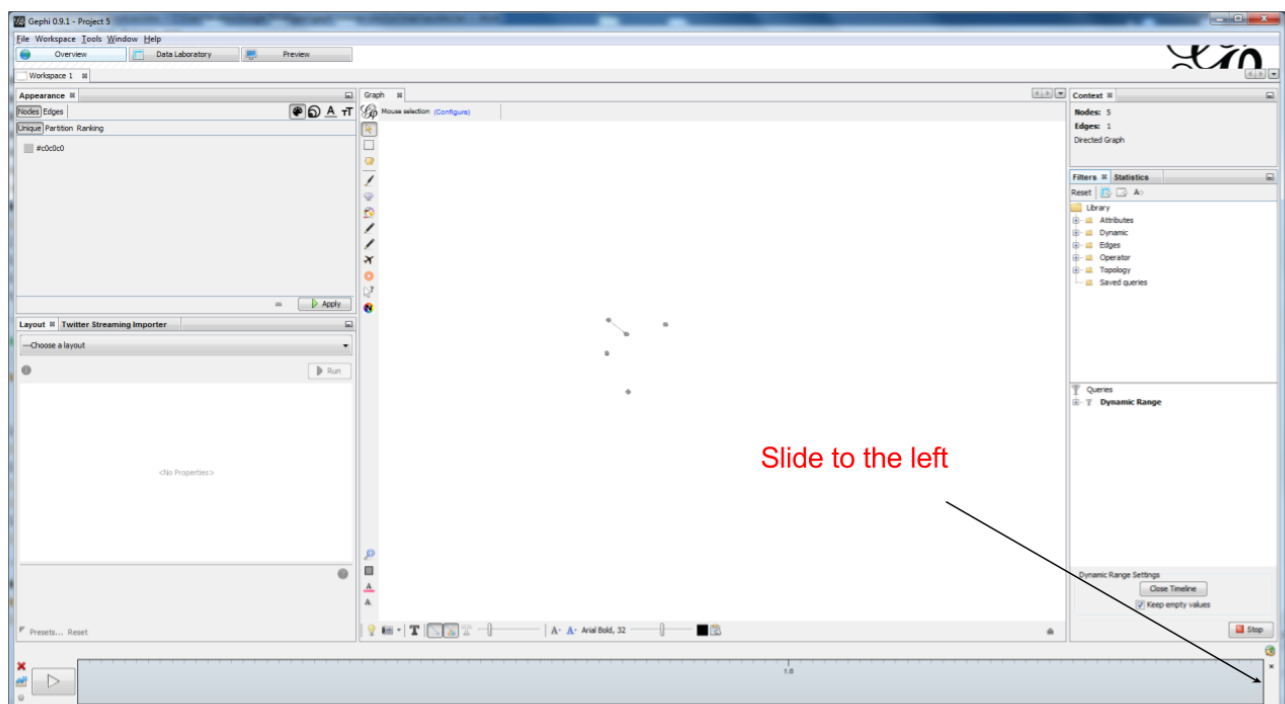 Gephi 0.9.1 - Project 5
File Workspace Tools Window Help
Overview Data Laboratory Preview
Workspace 1
Appearance
Nodes Edges
Unique Partition Ranking
#c0c0c0
Apply
Layout Twitter Streaming Importer
---Choose a layout
Run
<No Properties>
Presets... Reset
Graph
Mouse selection (Configure)
Slide to the left
Arial Bold, 32
Context
Nodes: 5
Edges: 1
Directed Graph
Filters Statistics
Reset
Library
Attributes
Dynamic
Edges
Operator
Topology
Saved queries
Queries
Dynamic Range
Dynamic Range Settings
Close Timeline
Keep empty values
Stop
1.0